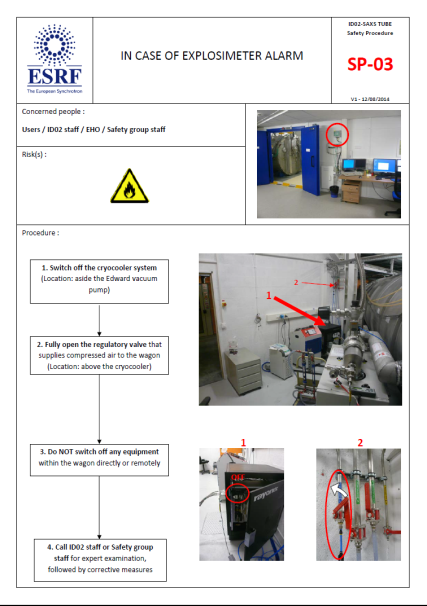 ID02-SAXS TUBE
Safety Procedure
IN CASE OF EXPLOSIMETER ALARM
SP-03
ESRF
The European Synchrotron
V1 - 12/08/2014
Concerned people :
Users / ID02 staff / EHO / Safety group staff
Risk(s) :
Procedure :
1. Switch off the cryocooler system
(Location: aside the Edward vacuum
pump)
2
1
2. Fully open the regulatory valve that
supplies compressed air to the wagon
(Location: above the cryocooler)
3. Do NOT switch off any equipment
within the wagon directly or remotely
1
2
Off
4. Call ID02 staff or Safety group
staff for expert examination,
followed by corrective measures